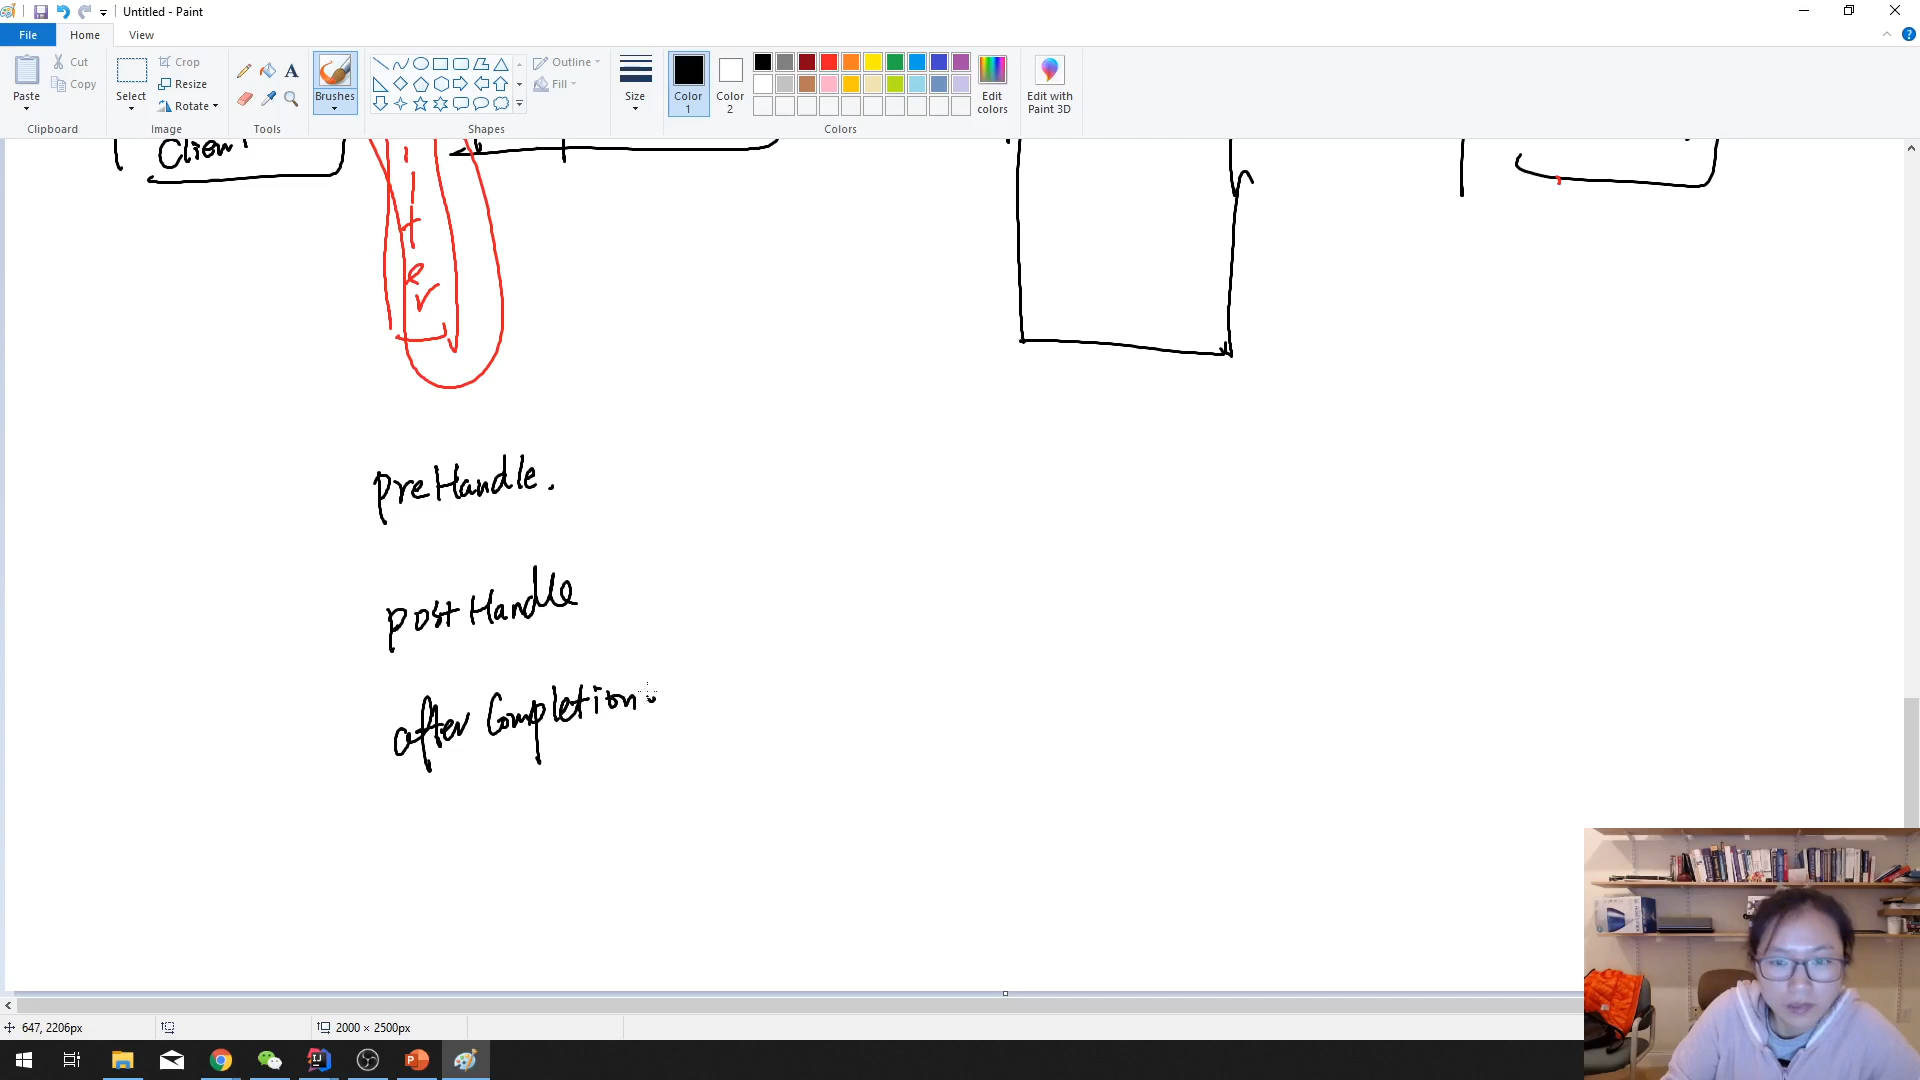 Untitled - Paint
File Home View
Paste
Cut
Copy
Clipboard
Select
Crop
Resize
Rotate
Image
A
Tools
Brushes
Shapes
Outline
Fill
Size
Color 1
Color 2
Edit colors
Colors
Edit with Paint 3D
Client
i
t
e
r
preHandle.
postHandle
afterCompletion
647, 2206px
2000 × 2500px